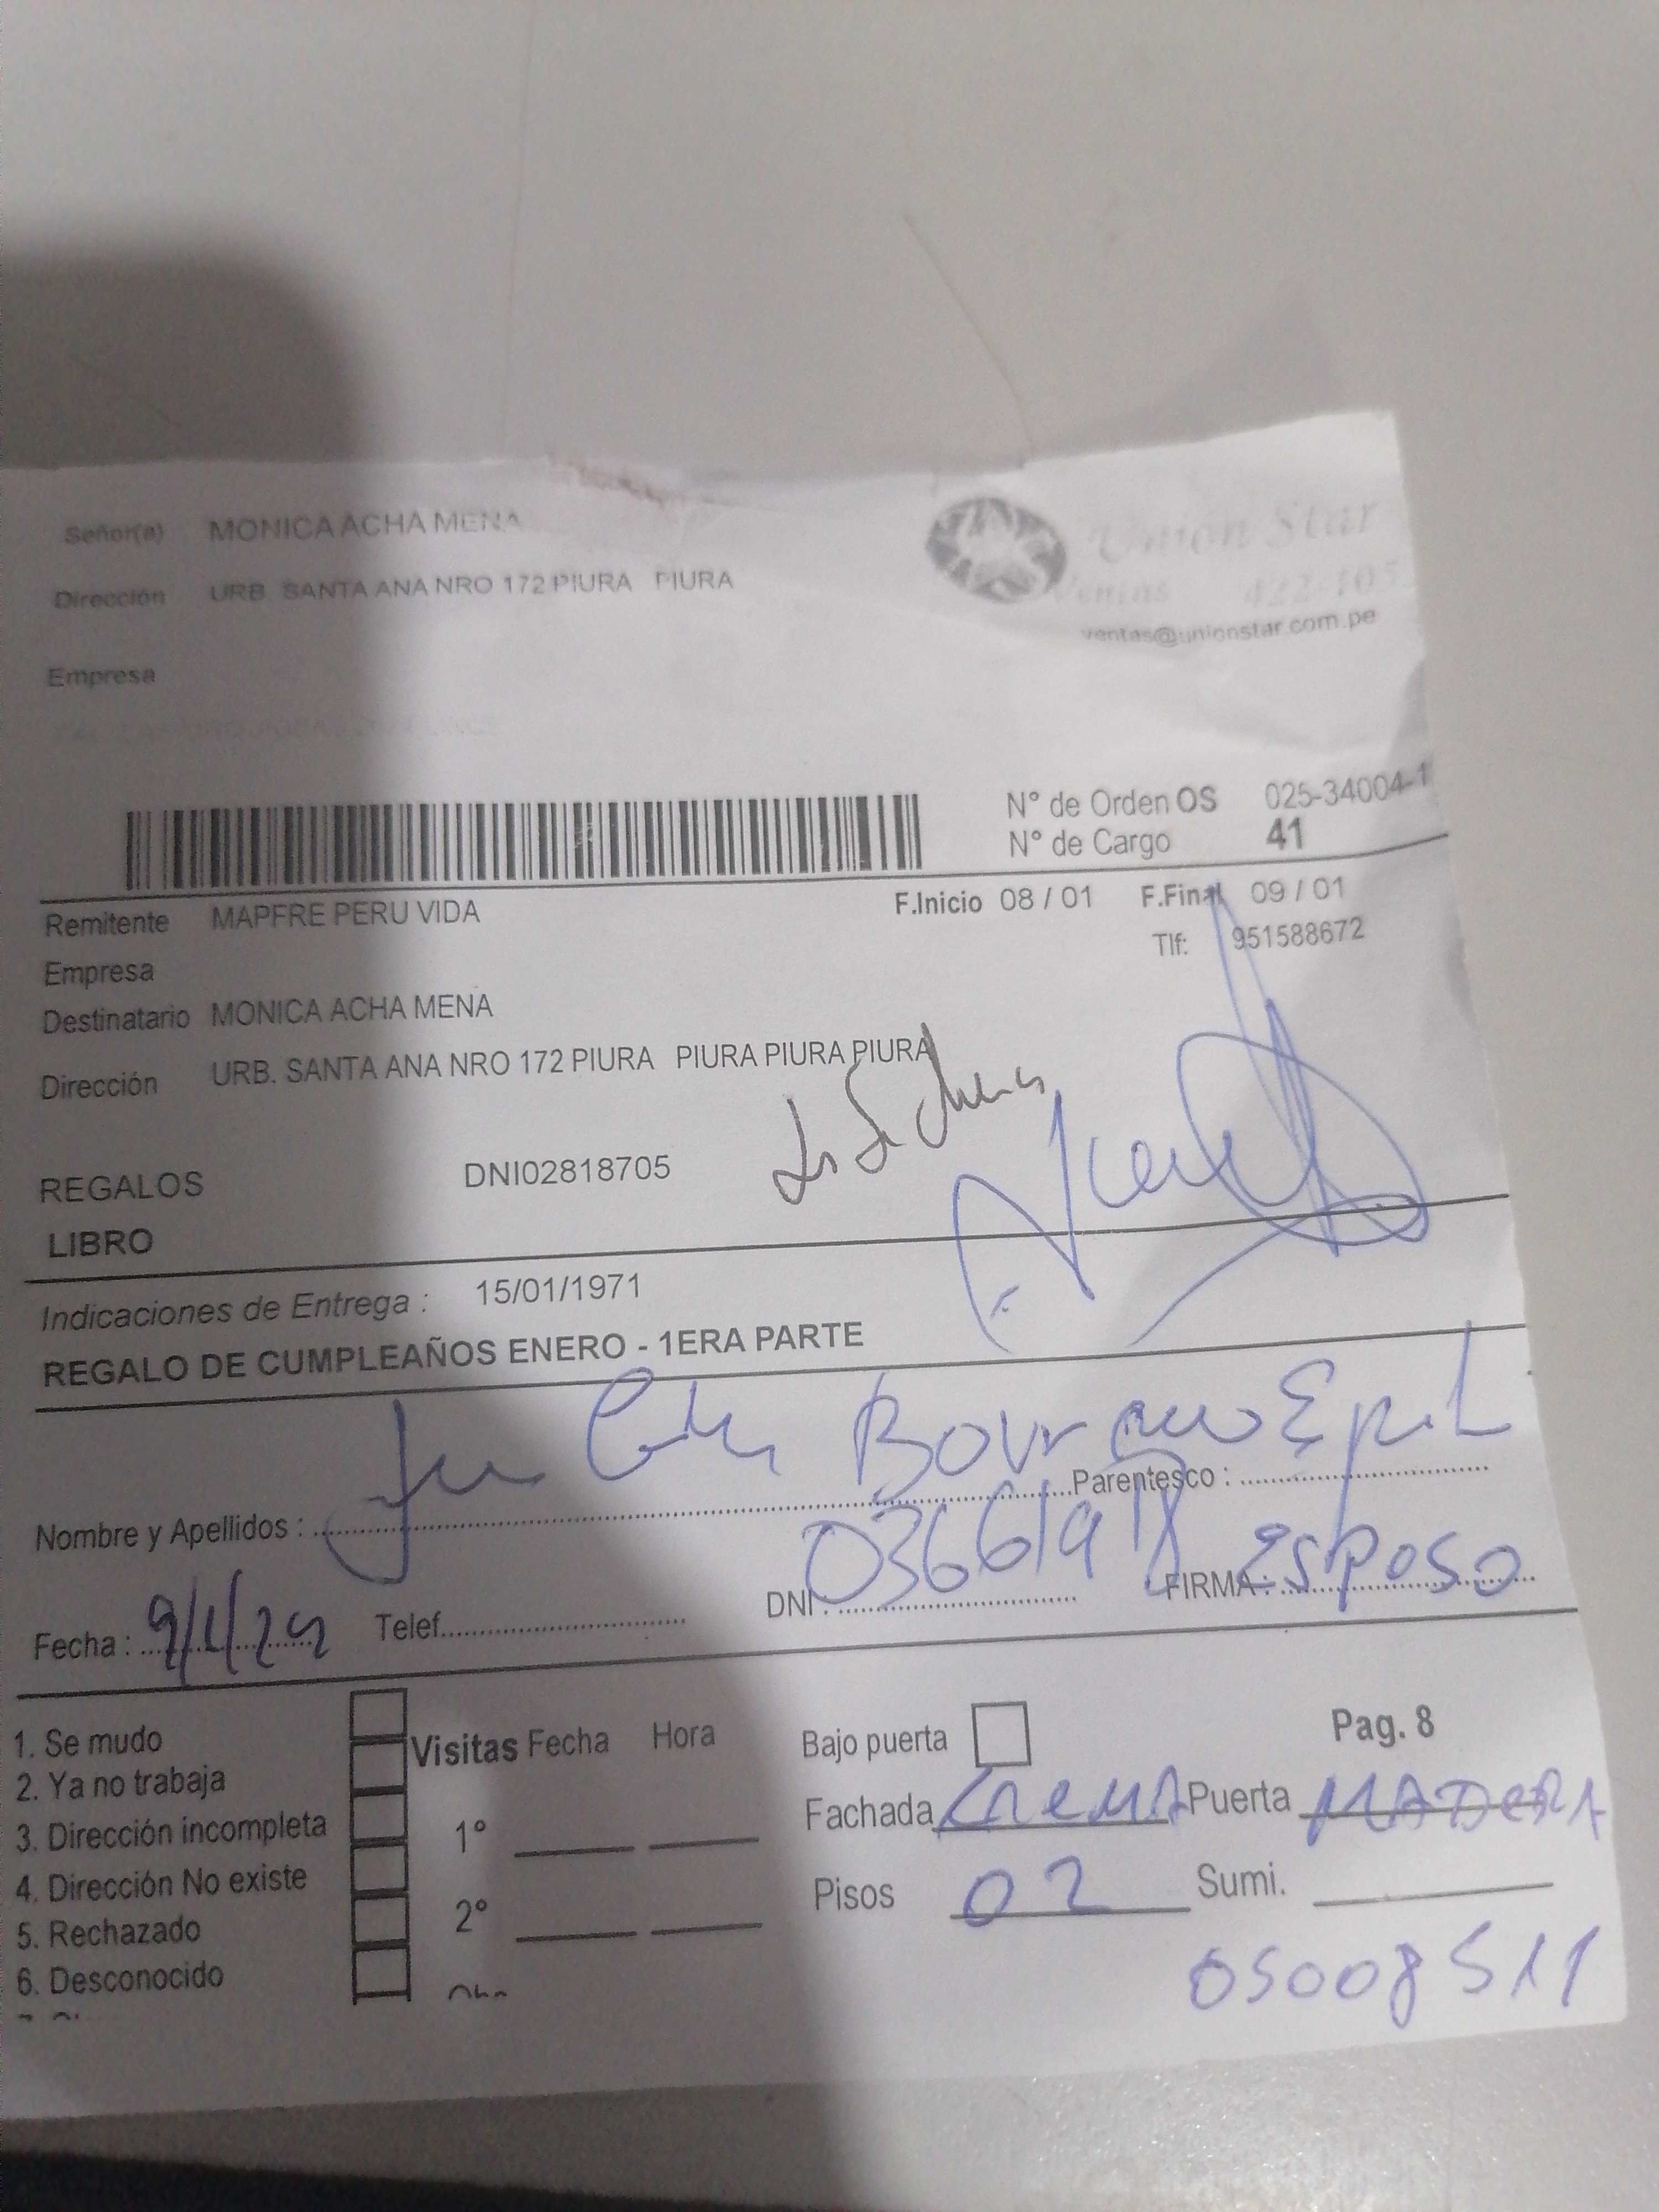 Señor(a) MONICA ACHA MENA
Dirección URB. SANTA ANA NRO 172 PIURA PIURA
Union Star
Ventas
ventas@unionstar.com.pe
Empresa
N° de Orden OS 025-34004-1
N° de Cargo 41
Remitente MAPFRE PERU VIDA F.Inicio 08 / 01 F.Final 09 / 01
Tlf: 951588672
Empresa
Destinatario MONICA ACHA MENA
Dirección URB. SANTA ANA NRO 172 PIURA PIURA PIURA PIURA
REGALOS DNI02818705
LIBRO
Indicaciones de Entrega : 15/01/1971
REGALO DE CUMPLEAÑOS ENERO - 1ERA PARTE
Nombre y Apellidos : Parentesco :
Fecha : Telef. DNI : FIRMA : Esposo
1. Se mudo
2. Ya no trabaja
3. Dirección incompleta
4. Dirección No existe
5. Rechazado
6. Desconocido
Visitas Fecha Hora
1°
2°
Bajo puerta Pag. 8
Fachada CREMA Puerta MADERA
Pisos 02 Sumi.
05008511